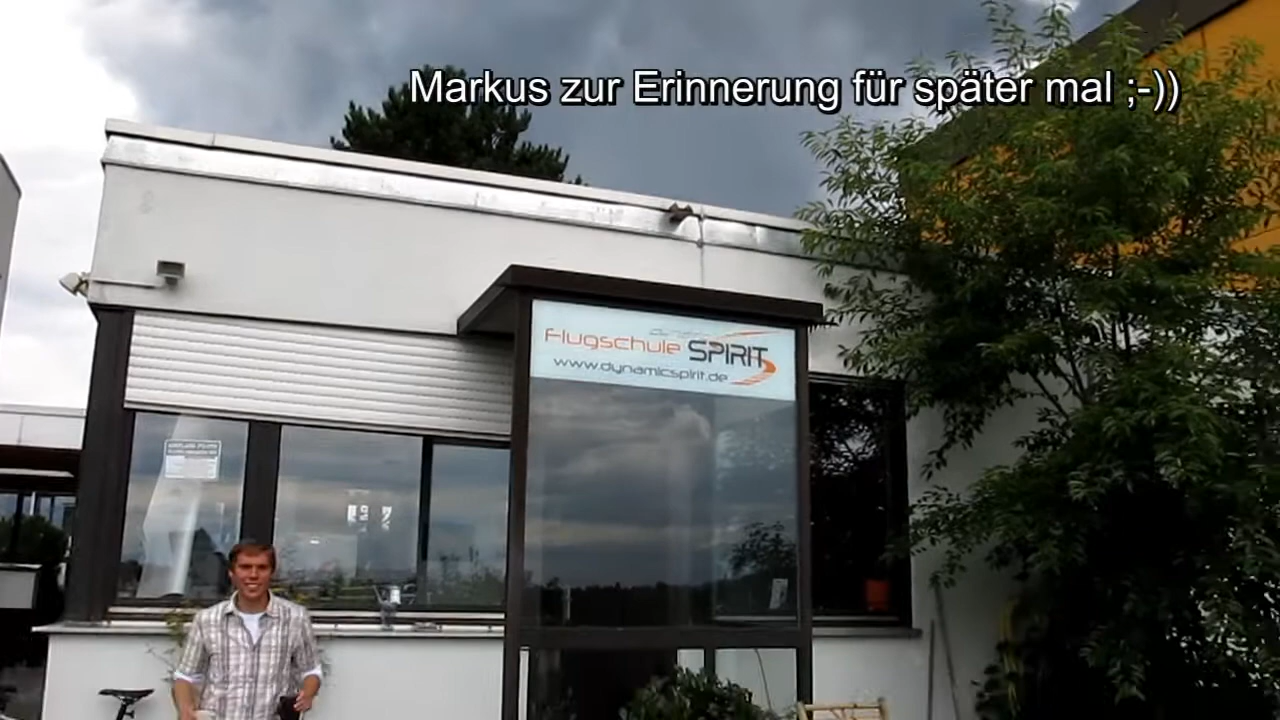 Markus zur Erinnerung für später mal ;-))
Flugschule SPIRIT
www.dynamicspirit.de